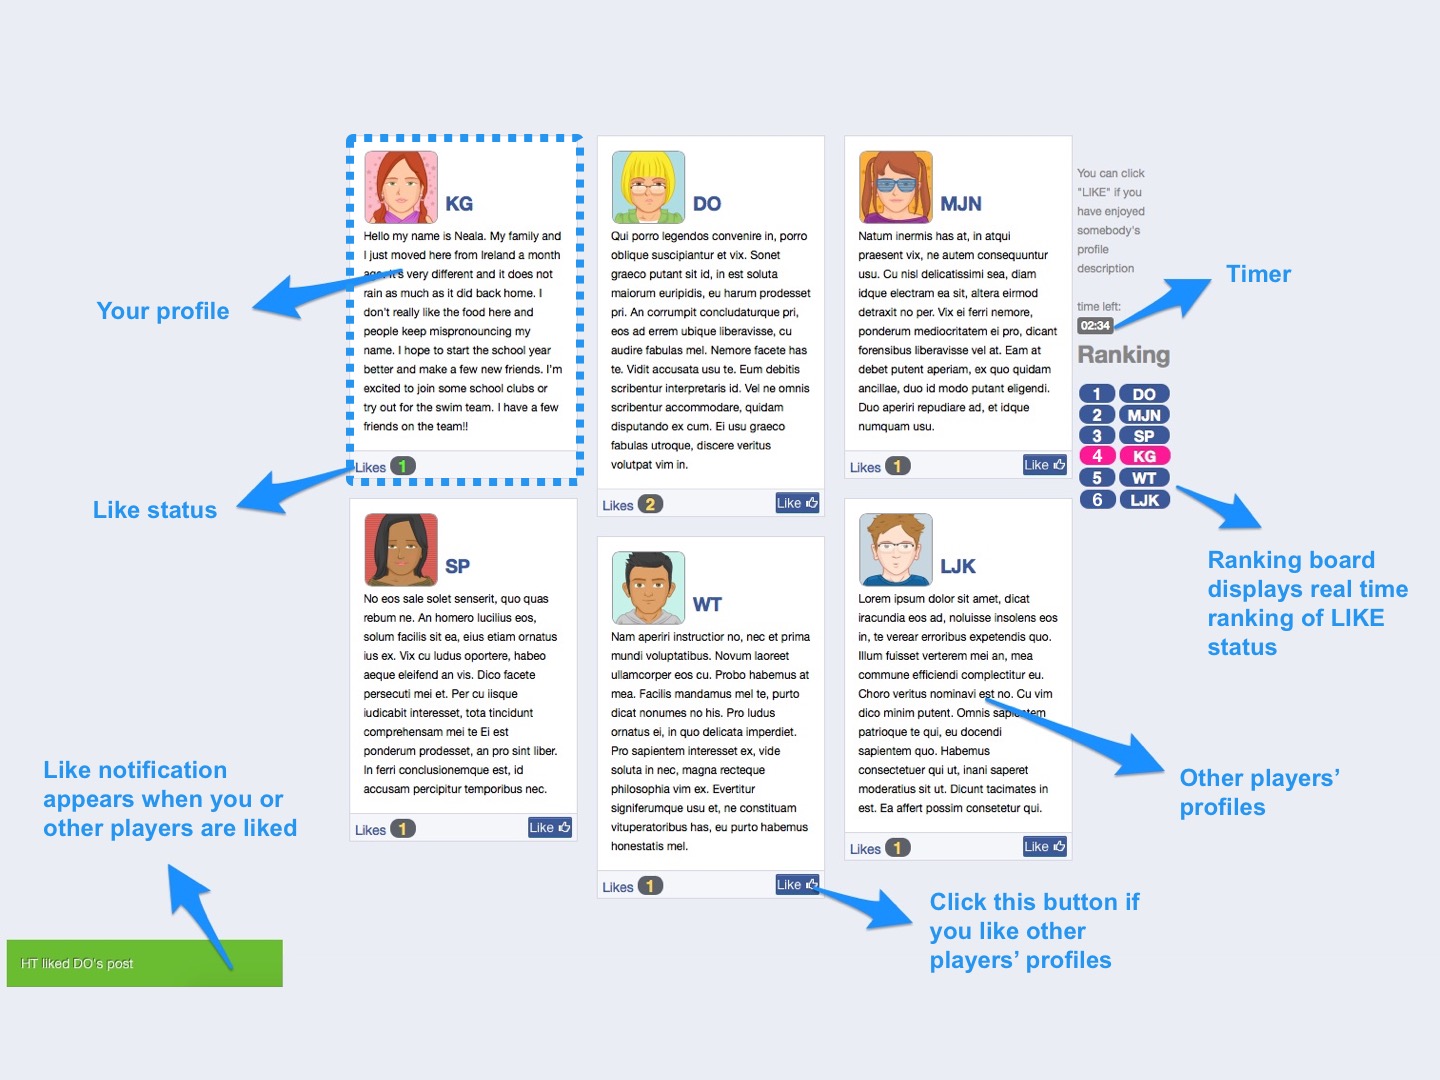 KG
Hello my name is Neala. My family and
I just moved here from Ireland a month
ago. It's very different and it does not
rain as much as it did back home. I
don't really like the food here and
people keep mispronouncing my
name. I hope to start the school year
better and make a few new friends. I'm
excited to join some school clubs or
try out for the swim team. I have a few
friends on the team!!
Likes 1
DO
Qui porro legendos convenire in, porro
oblique suscipiantur et vix. Sonet
graeco putant sit id, in est soluta
maiorum euripidis, eu harum prodesset
pri. An corrumpit concludaturque pri,
eos ad errem ubique liberavisse, cu
audire fabulas mel. Nemore facete has
te. Vidit accusata usu te. Eum debitis
scribentur interpretaris id. Vel ne omnis
scribentur accommodare, quidam
disputando ex cum. Ei usu graeco
fabulas utroque, discere veritus
volutpat vim in.
Likes 2 Like
MJN
Natum inermis has at, in atqui
praesent vix, ne autem consequuntur
usu. Cu nisl delicatissimi sea, diam
idque electram ea sit, altera eirmod
detraxit no per. Vix ei ferri nemore,
ponderum mediocritatem ei pro, dicant
forensibus liberavisse vel at. Eam at
debet putent aperiam, ex quo quidam
ancillae, duo id modo putant eligendi.
Duo aperiri repudiare ad, et idque
numquam usu.
Likes 1 Like
You can click
"LIKE" if you
have enjoyed
somebody's
profile
description
time left:
02:34
Ranking
1 DO
2 MJN
3 SP
4 KG
5 WT
6 LJK
Timer
Your profile
Like status
Ranking board
displays real time
ranking of LIKE
status
SP
No eos sale solet senserit, quo quas
rebum ne. An homero lucilius eos,
solum facilis sit ea, eius etiam ornatus
ius ex. Vix cu ludus oportere, habeo
aeque eleifend an vis. Dico facete
persecuti mei et. Per cu iisque
iudicabit interesset, tota tincidunt
comprehensam mei te Ei est
ponderum prodesset, an pro sint liber.
In ferri conclusionemque est, id
accusam percipitur temporibus nec.
Likes 1 Like
WT
Nam aperiri instructior no, nec et prima
mundi voluptatibus. Novum laoreet
ullamcorper eos cu. Probo habemus at
mea. Facilis mandamus mel te, purto
dicat nonumes no his. Pro ludus
ornatus ei, in quo delicata imperdiet.
Pro sapientem interesset ex, vide
soluta in nec, magna recteque
philosophia vim ex. Evertitur
signiferumque usu et, ne constituam
vituperatoribus has, eu purto habemus
honestatis mel.
Likes 1 Like
LJK
Lorem ipsum dolor sit amet, dicat
iracundia eos ad, noluisse insolens eos
in, te verear erroribus expetendis quo.
Illum fuisset verterem mei an, mea
commune efficiendi complectitur eu.
Choro veritus nominavi est no. Cu vim
dico minim putent. Omnis sapientem
patrioque te qui, eu docendi
sapientem quo. Habemus
consectetuer qui ut, inani saperet
moderatius sit ut. Dicunt tacimates in
est. Ea affert possim consetetur qui.
Likes 1 Like
Other players'
profiles
Like notification
appears when you or
other players are liked
Click this button if
you like other
players' profiles
HT liked DO's post